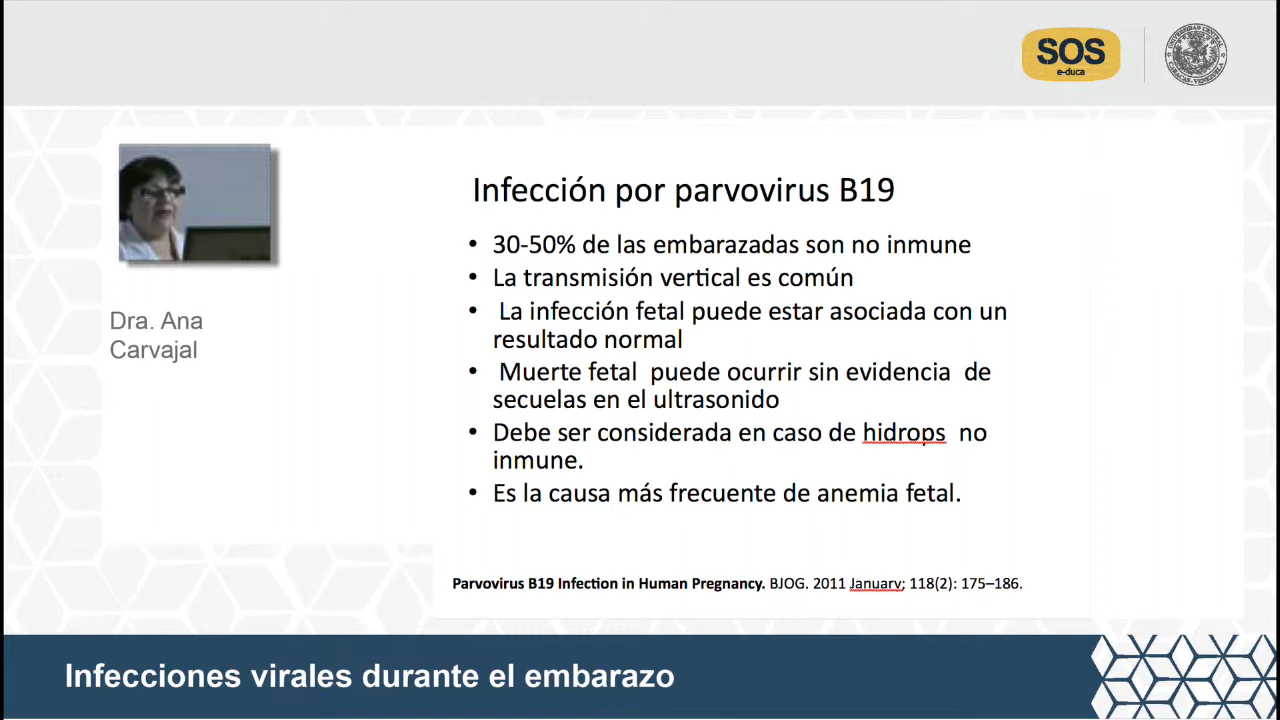 SOS
e-duca
UNIVERSIDAD CENTRAL
CARACAS-VENEZUELA
Infección por parvovirus B19
• 30-50% de las embarazadas son no inmune
• La transmisión vertical es común
• La infección fetal puede estar asociada con un
resultado normal
• Muerte fetal puede ocurrir sin evidencia de
secuelas en el ultrasonido
• Debe ser considerada en caso de hidrops no
inmune.
• Es la causa más frecuente de anemia fetal.
Dra. Ana
Carvajal
Parvovirus B19 Infection in Human Pregnancy. BJOG. 2011 January; 118(2): 175–186.
Infecciones virales durante el embarazo